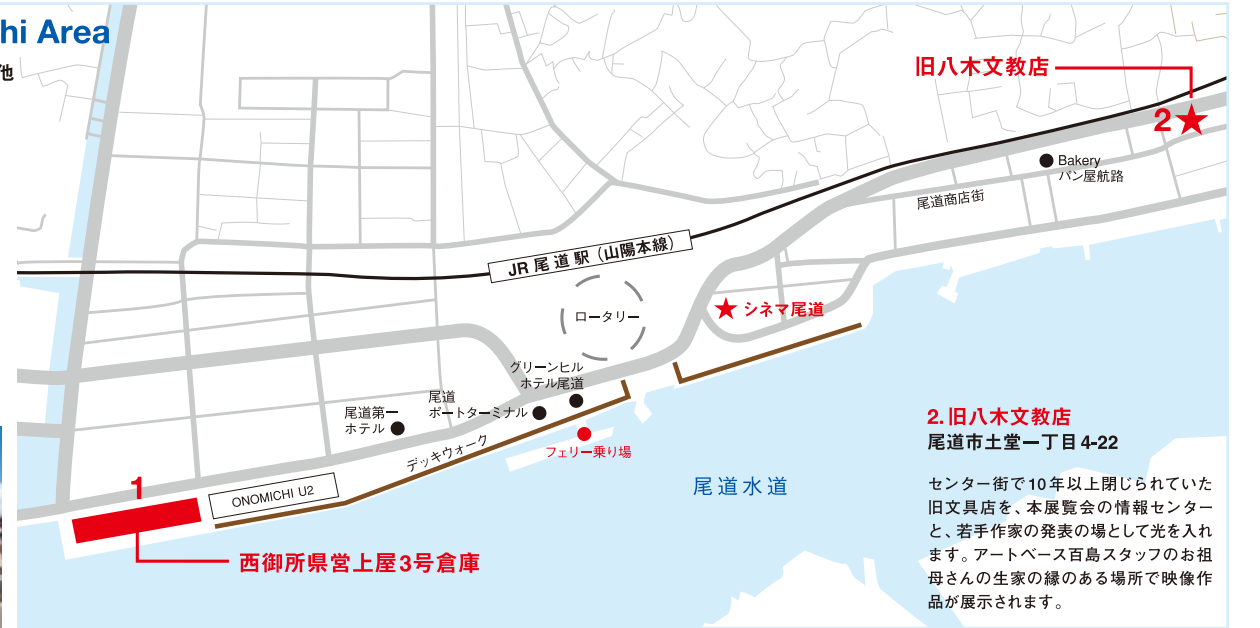 hi Area
他
旧八木文教店
2
Bakery
パン屋航路
尾道商店街
JR 尾道駅(山陽本線)
シネマ尾道
ロータリー
グリーンヒル
ホテル尾道
尾道
ポートターミナル
尾道第一
ホテル
デッキウォーク
フェリー乗り場
尾道水道
1
ONOMICHI U2
西御所県営上屋3号倉庫
2.旧八木文教店
尾道市土堂一丁目4-22
センター街で10年以上閉じられていた
旧文具店を、本展覧会の情報センター
と、若手作家の発表の場として光を入れ
ます。アートベース百島スタッフのお祖
母さんの生家の縁のある場所で映像作
品が展示されます。